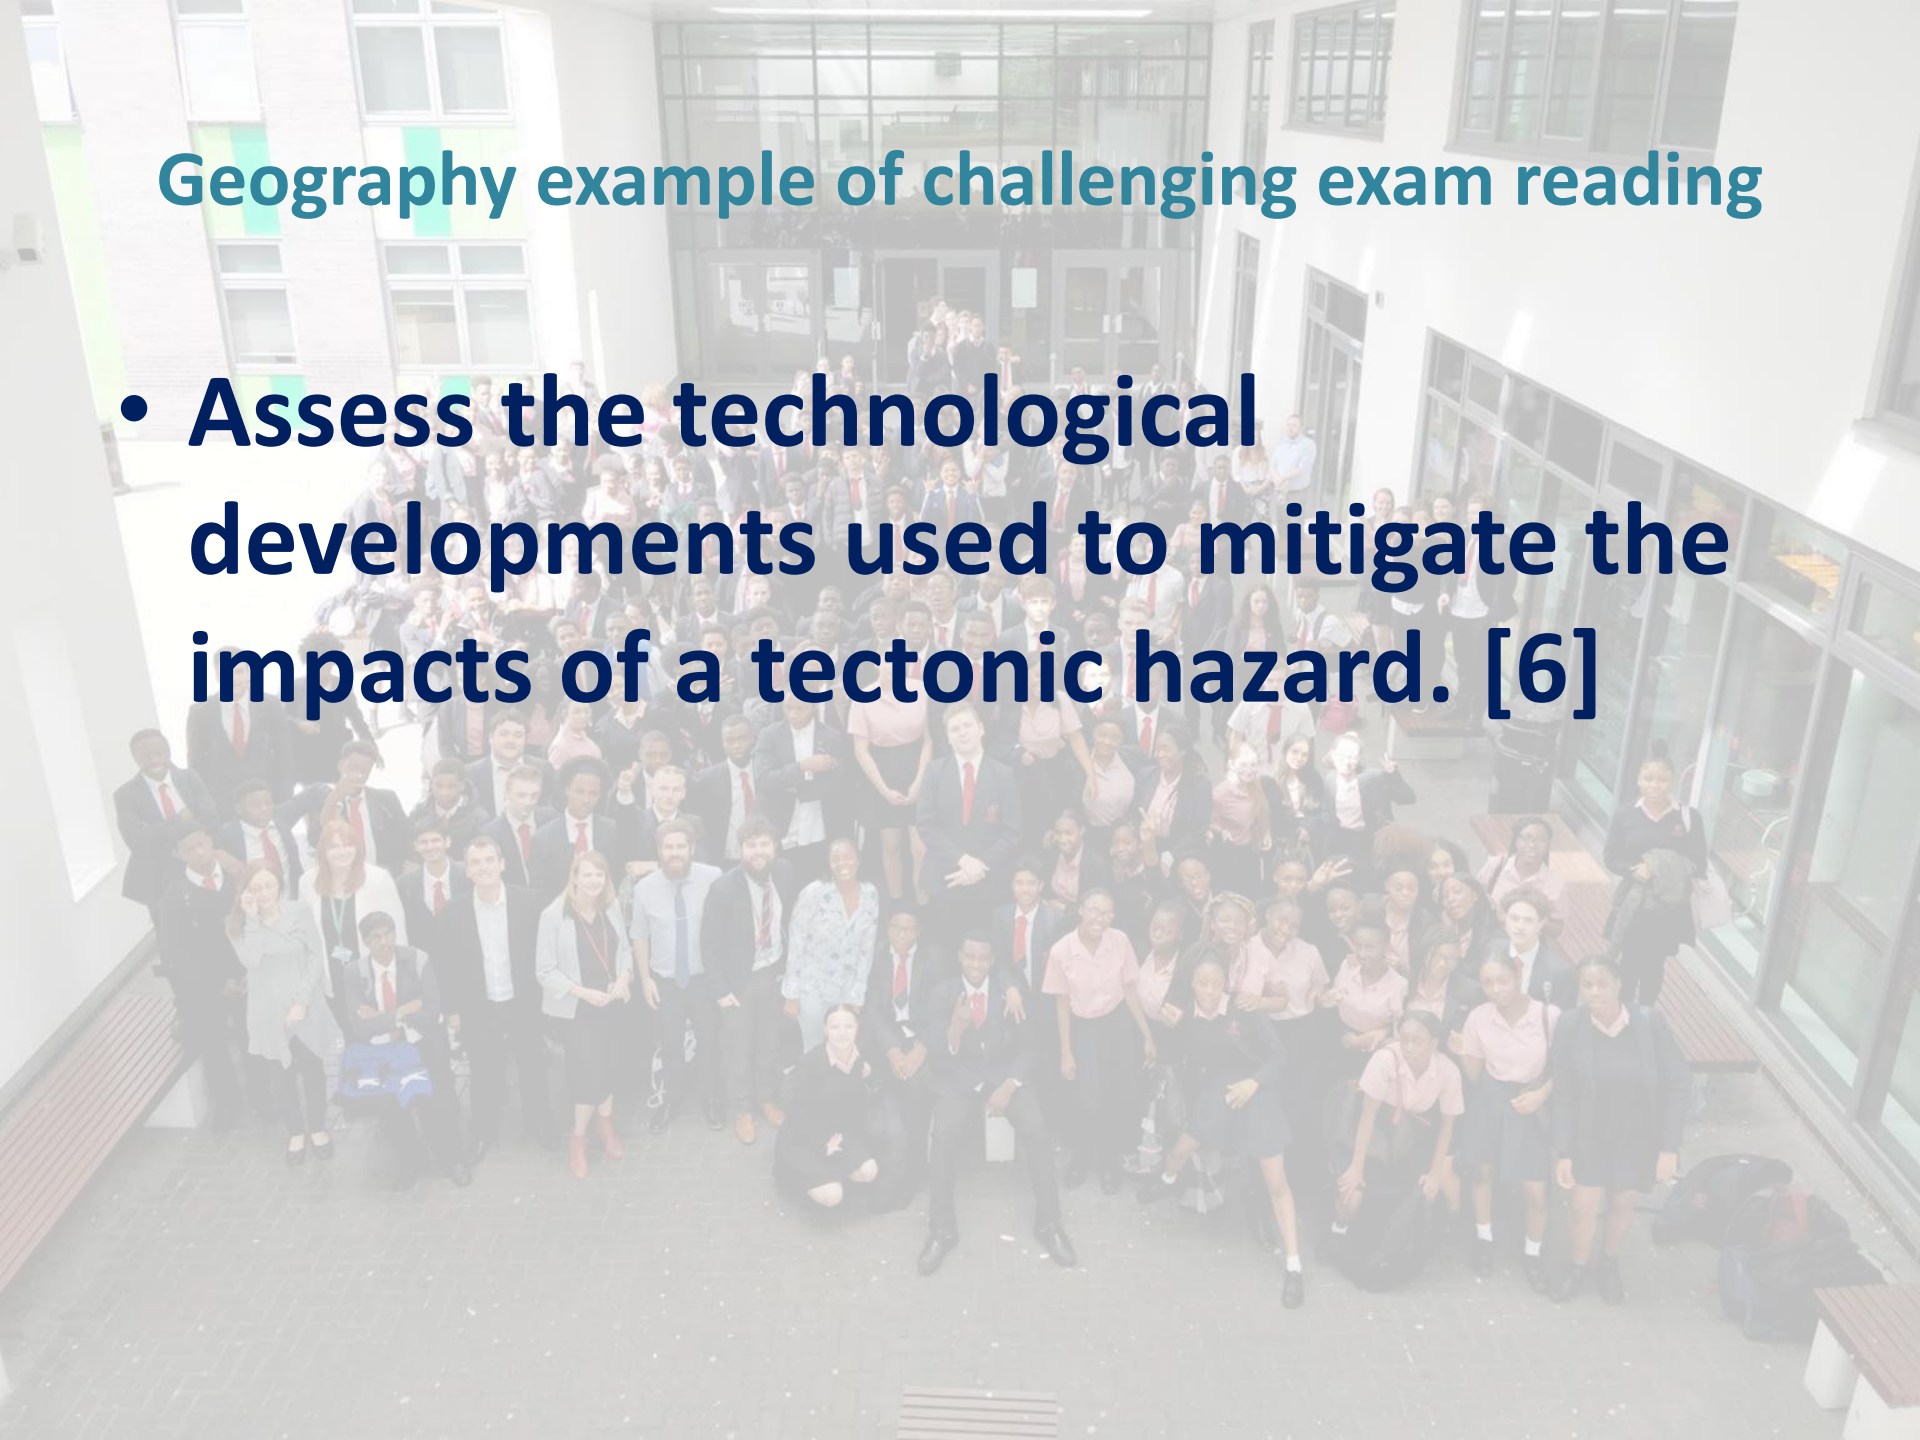 Geography example of challenging exam reading
• Assess the technological
developments used to mitigate the
impacts of a tectonic hazard. [6]